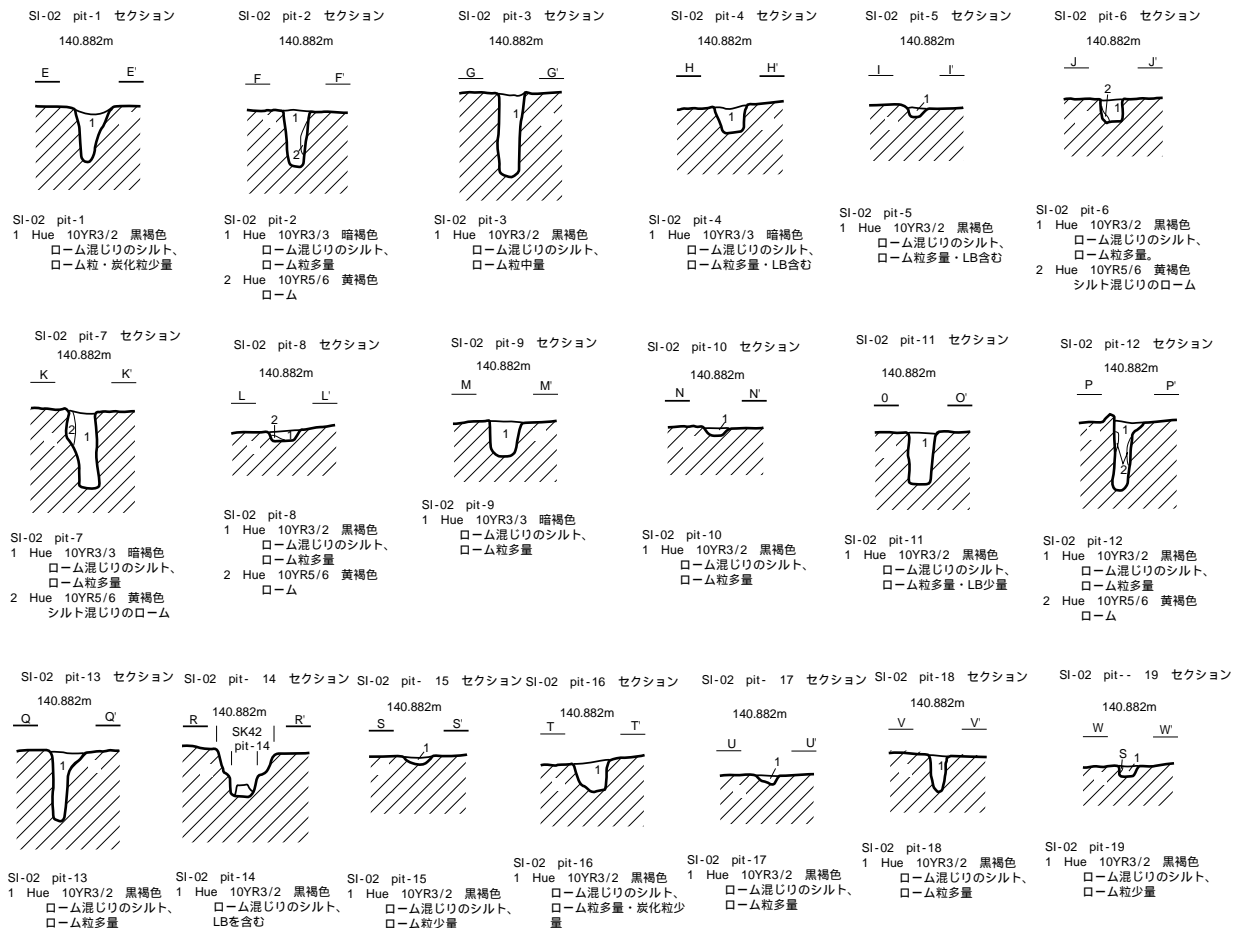 SI-02 pit-1 セクション
140.882m
E E'
1
SI-02 pit-1
1 Hue 10YR3/2 黒褐色
ローム混じりのシルト、
ローム粒・炭化粒少量
SI-02 pit-2 セクション
140.882m
F F'
1
2
SI-02 pit-2
1 Hue 10YR3/3 暗褐色
ローム混じりのシルト、
ローム粒多量
2 Hue 10YR5/6 黄褐色
ローム
SI-02 pit-3 セクション
140.882m
G G'
1
SI-02 pit-3
1 Hue 10YR3/2 黒褐色
ローム混じりのシルト、
ローム粒中量
SI-02 pit-4 セクション
140.882m
H H'
1
SI-02 pit-4
1 Hue 10YR3/3 暗褐色
ローム混じりのシルト、
ローム粒多量・LB含む
SI-02 pit-5 セクション
140.882m
I I'
1
SI-02 pit-5
1 Hue 10YR3/2 黒褐色
ローム混じりのシルト、
ローム粒多量・LB含む
SI-02 pit-6 セクション
140.882m
J J'
2
1
SI-02 pit-6
1 Hue 10YR3/2 黒褐色
ローム混じりのシルト、
ローム粒多量。
2 Hue 10YR5/6 黄褐色
シルト混じりのローム
SI-02 pit-7 セクション
140.882m
K K'
2 1
SI-02 pit-7
1 Hue 10YR3/3 暗褐色
ローム混じりのシルト、
ローム粒多量
2 Hue 10YR5/6 黄褐色
シルト混じりのローム
SI-02 pit-8 セクション
140.882m
L L'
2
1
SI-02 pit-8
1 Hue 10YR3/2 黒褐色
ローム混じりのシルト、
ローム粒多量
2 Hue 10YR5/6 黄褐色
ローム
SI-02 pit-9 セクション
140.882m
M M'
1
SI-02 pit-9
1 Hue 10YR3/3 暗褐色
ローム混じりのシルト、
ローム粒多量
SI-02 pit-10 セクション
140.882m
N N'
1
SI-02 pit-10
1 Hue 10YR3/2 黒褐色
ローム混じりのシルト、
ローム粒多量
SI-02 pit-11 セクション
140.882m
0 O'
1
SI-02 pit-11
1 Hue 10YR3/2 黒褐色
ローム混じりのシルト、
ローム粒多量・LB少量
SI-02 pit-12 セクション
140.882m
P P'
1
2
SI-02 pit-12
1 Hue 10YR3/2 黒褐色
ローム混じりのシルト、
ローム粒多量
2 Hue 10YR5/6 黄褐色
ローム
SI-02 pit-13 セクション
140.882m
Q Q'
1
SI-02 pit-13
1 Hue 10YR3/2 黒褐色
ローム混じりのシルト、
ローム粒多量
SI-02 pit- 14 セクション
140.882m
R R'
SK42
pit-14
SI-02 pit-14
1 Hue 10YR3/2 黒褐色
ローム混じりのシルト、
LBを含む
SI-02 pit- 15 セクション
140.882m
S S'
1
SI-02 pit-15
1 Hue 10YR3/2 黒褐色
ローム混じりのシルト、
ローム粒少量
SI-02 pit-16 セクション
140.882m
T T'
1
SI-02 pit-16
1 Hue 10YR3/2 黒褐色
ローム混じりのシルト、
ローム粒多量・炭化粒少
量
SI-02 pit- 17 セクション
140.882m
U U'
1
SI-02 pit-17
1 Hue 10YR3/2 黒褐色
ローム混じりのシルト、
ローム粒多量
SI-02 pit-18 セクション
140.882m
V V'
1
SI-02 pit-18
1 Hue 10YR3/2 黒褐色
ローム混じりのシルト、
ローム粒多量
SI-02 pit-- 19 セクション
140.882m
W W'
S 1
SI-02 pit-19
1 Hue 10YR3/2 黒褐色
ローム混じりのシルト、
ローム粒少量